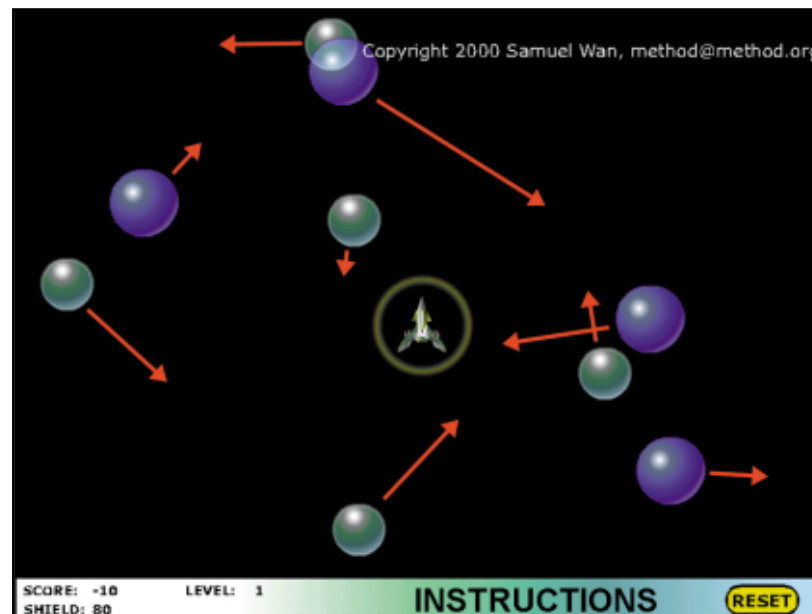 Copyright 2000 Samuel Wan, method@method.org
SCORE: -10 LEVEL: 1
SHIELD: 80
INSTRUCTIONS
RESET